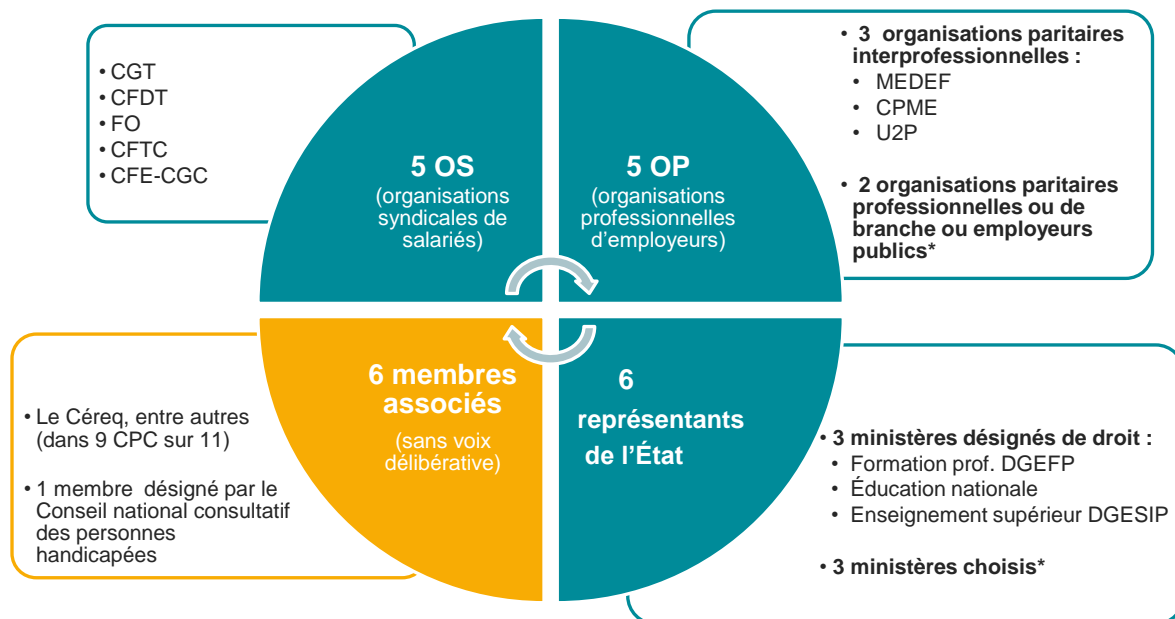 • CGT
• CFDT
• FO
• CFTC
• CFE-CGC
5 OS
(organisations
syndicales de
salariés)
5 OP
(organisations
professionnelles
d’employeurs)
• 3 organisations paritaires
interprofessionnelles :
• MEDEF
• CPME
• U2P
• 2 organisations paritaires
professionnelles ou de
branche ou employeurs
publics*
• Le Céreq, entre autres
(dans 9 CPC sur 11)
• 1 membre désigné par le
Conseil national consultatif
des personnes
handicapées
6 membres
associés
(sans voix
délibérative)
6
représentants
de l’État
• 3 ministères désignés de droit :
• Formation prof. DGEFP
• Éducation nationale
• Enseignement supérieur DGESIP
• 3 ministères choisis*